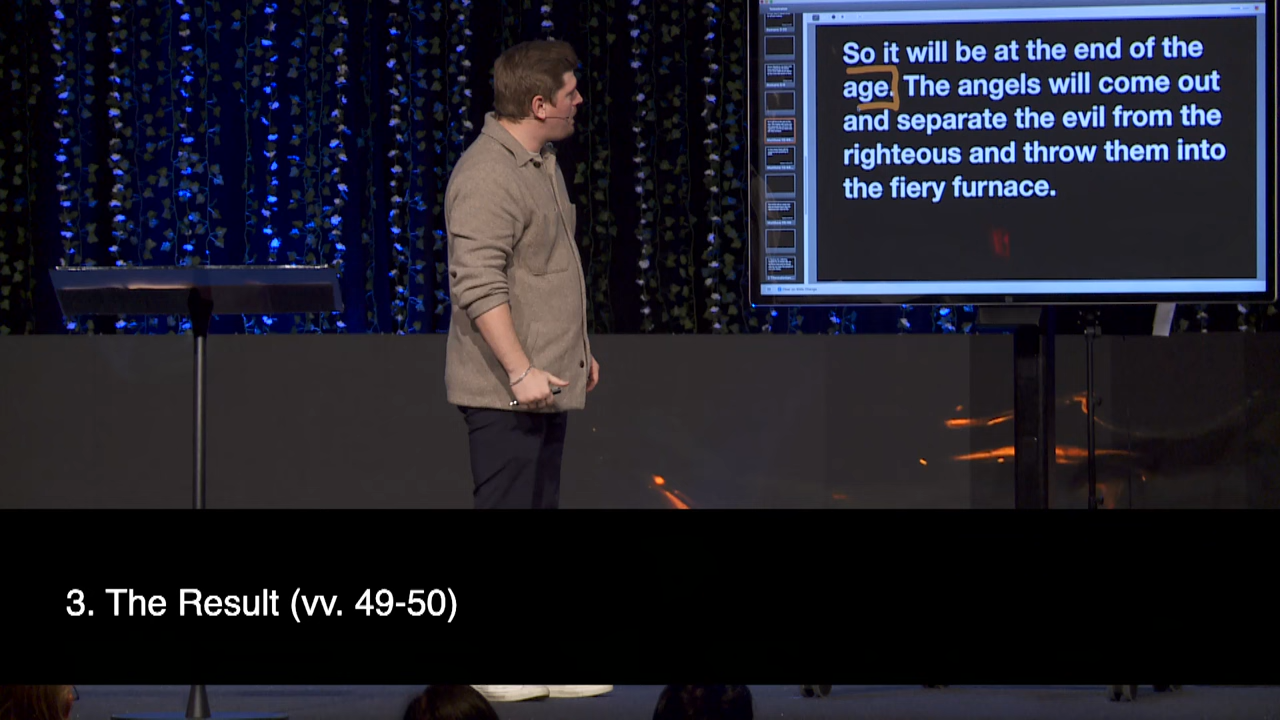 So it will be at the end of the
age. The angels will come out
and separate the evil from the
righteous and throw them into
the fiery furnace.
3. The Result (vv. 49-50)